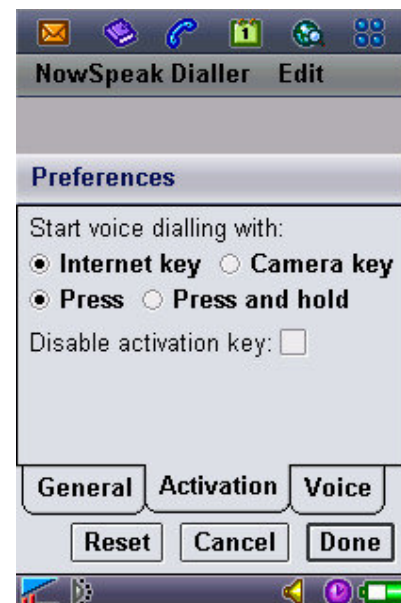 1
NowSpeak Dialler Edit
Preferences
Start voice dialling with:
Internet key Camera key
Press Press and hold
Disable activation key:
General Activation Voice
Reset Cancel Done